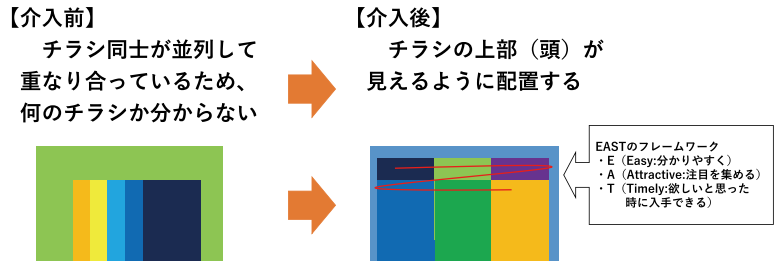 【介入前】
チラシ同士が並列して
重なり合っているため、
何のチラシか分からない
【介入後】
チラシの上部（頭）が
見えるように配置する
EASTのフレームワーク
・E（Easy:分かりやすく）
・A（Attractive:注目を集める）
・T（Timely:欲しいと思った
時に入手できる）